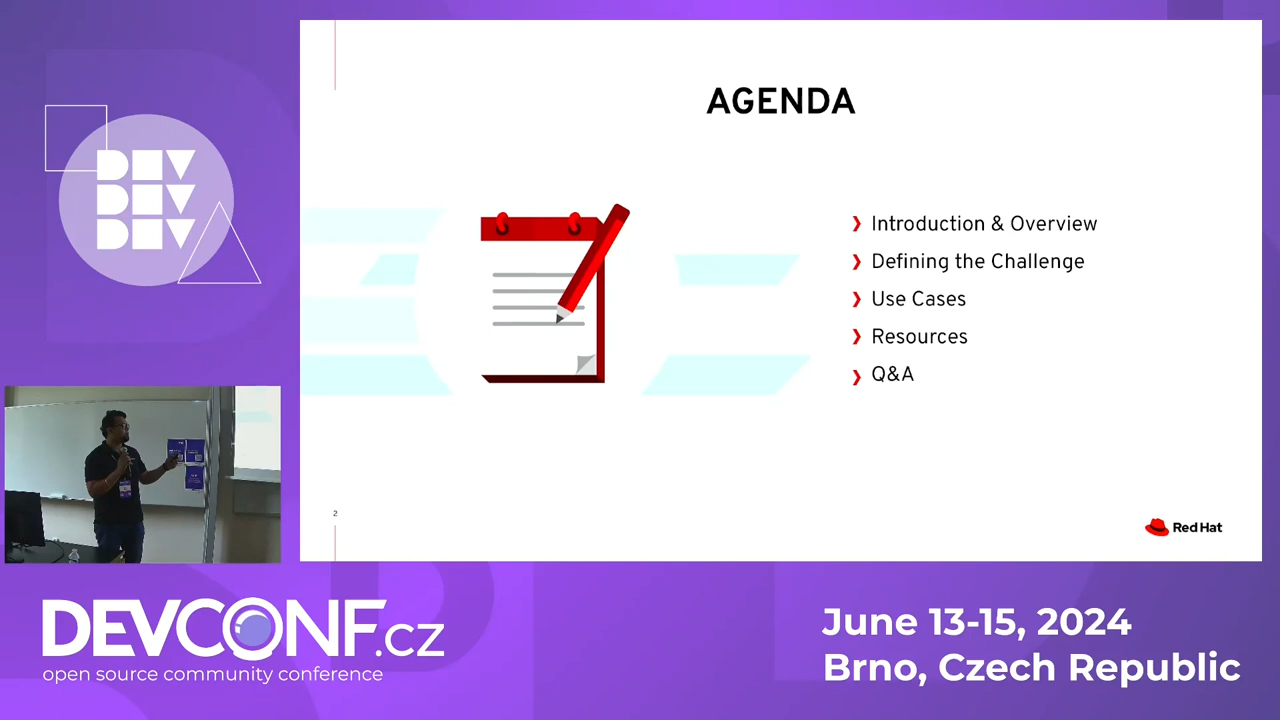 DEV
DEV
DEV
AGENDA
❯ Introduction & Overview
❯ Defining the Challenge
❯ Use Cases
❯ Resources
❯ Q&A
2
Red Hat
DEVCONF.cz
open source community conference
June 13-15, 2024
Brno, Czech Republic